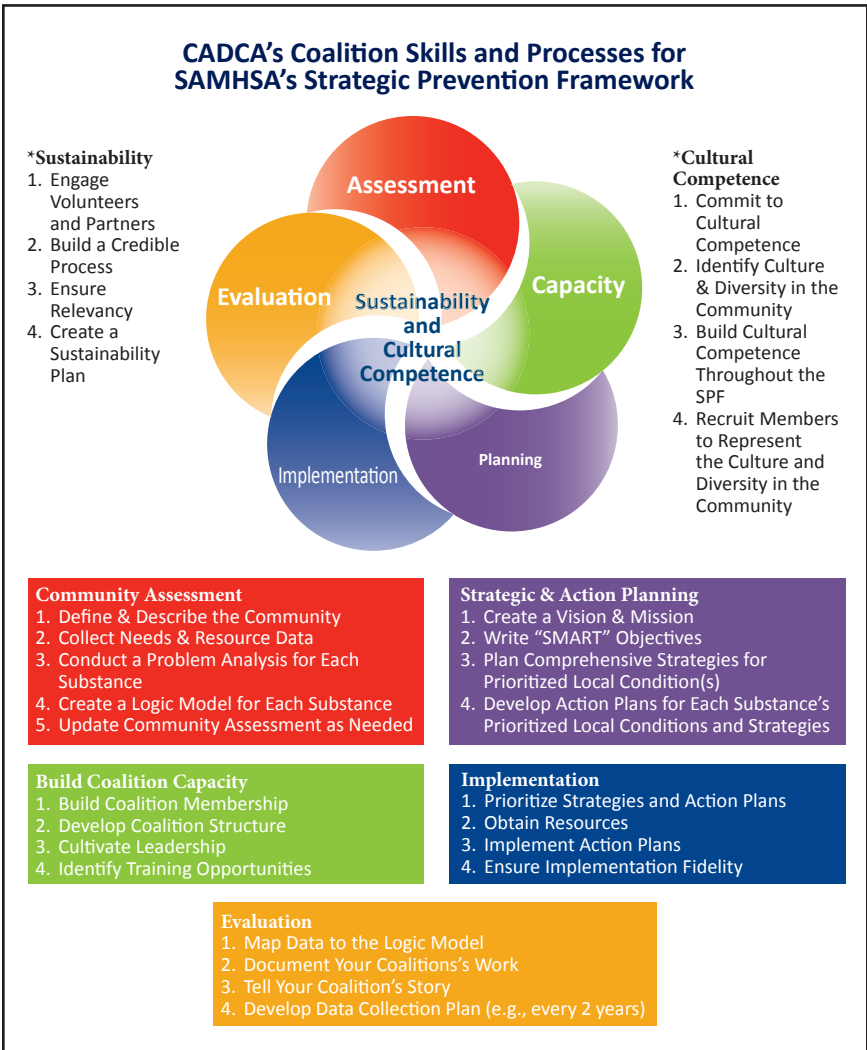 CADCA's Coalition Skills and Processes for
SAMHSA's Strategic Prevention Framework
*Sustainability
1. Engage
Volunteers
and Partners
2. Build a Credible
Process
3. Ensure
Relevancy
4. Create a
Sustainability
Plan
Assessment
Capacity
Evaluation
Sustainability
and
Cultural
Competence
Planning
Implementation
*Cultural
Competence
1. Commit to
Cultural
Competence
2. Identify Culture
& Diversity in the
Community
3. Build Cultural
Competence
Throughout the
SPF
4. Recruit Members
to Represent
the Culture and
Diversity in the
Community
Community Assessment
1. Define & Describe the Community
2. Collect Needs & Resource Data
3. Conduct a Problem Analysis for Each
Substance
4. Create a Logic Model for Each Substance
5. Update Community Assessment as Needed
Strategic & Action Planning
1. Create a Vision & Mission
2. Write “SMART” Objectives
3. Plan Comprehensive Strategies for
Prioritized Local Condition(s)
4. Develop Action Plans for Each Substance's
Prioritized Local Conditions and Strategies
Build Coalition Capacity
1. Build Coalition Membership
2. Develop Coalition Structure
3. Cultivate Leadership
4. Identify Training Opportunities
Implementation
1. Prioritize Strategies and Action Plans
2. Obtain Resources
3. Implement Action Plans
4. Ensure Implementation Fidelity
Evaluation
1. Map Data to the Logic Model
2. Document Your Coalitions's Work
3. Tell Your Coalition's Story
4. Develop Data Collection Plan (e.g., every 2 years)